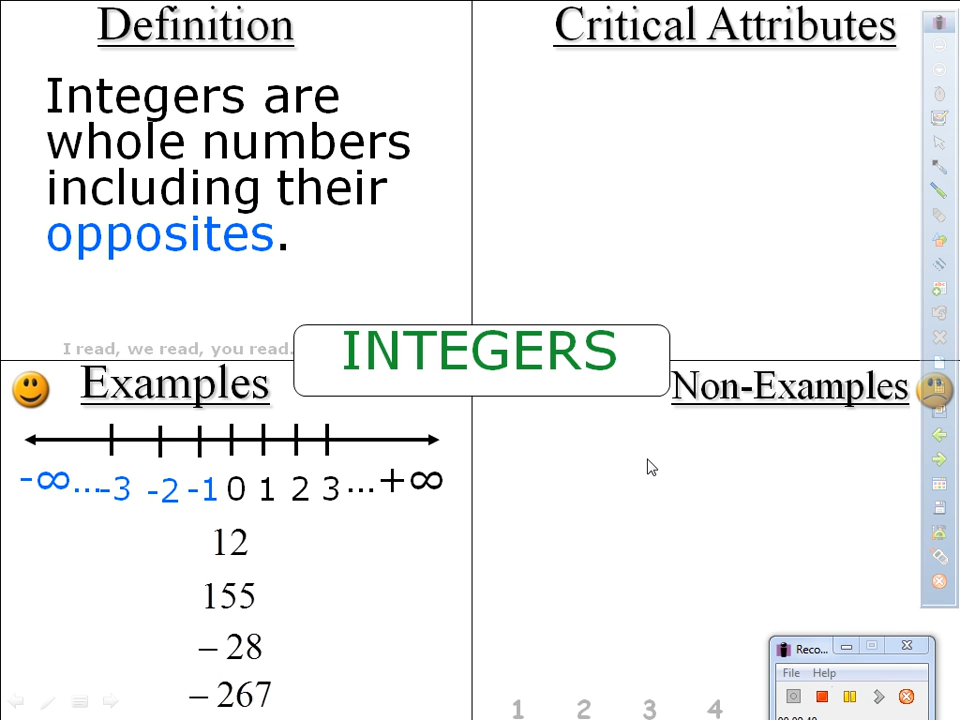 Definition
Integers are
whole numbers
including their
opposites.
I read, we read, you read.
Critical Attributes
INTEGERS
Examples
-∞...-3 -2 -1 0 1 2 3 ...+∞
12
155
– 28
– 267
Non-Examples
1 2 3 4
Reco...
File Help